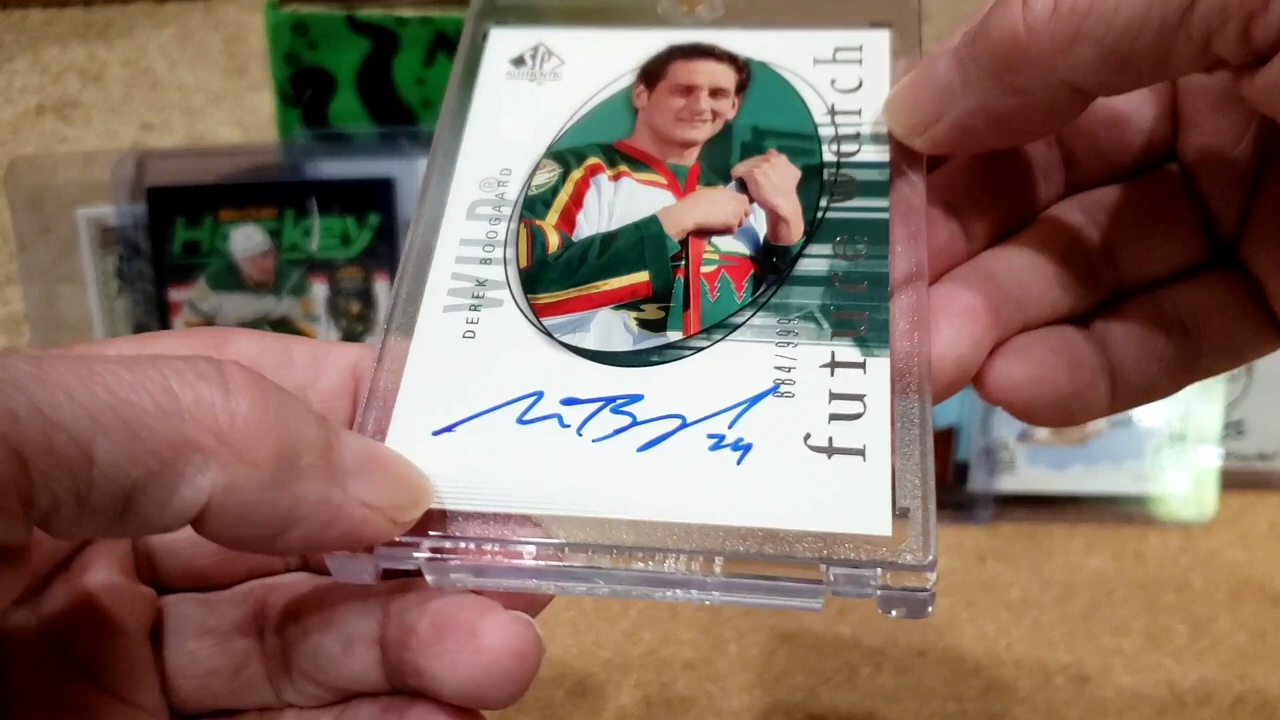 SP
AUTHENTIC
WILD®
DEREK BOOGAARD
future watch
884/999
24
Hockey